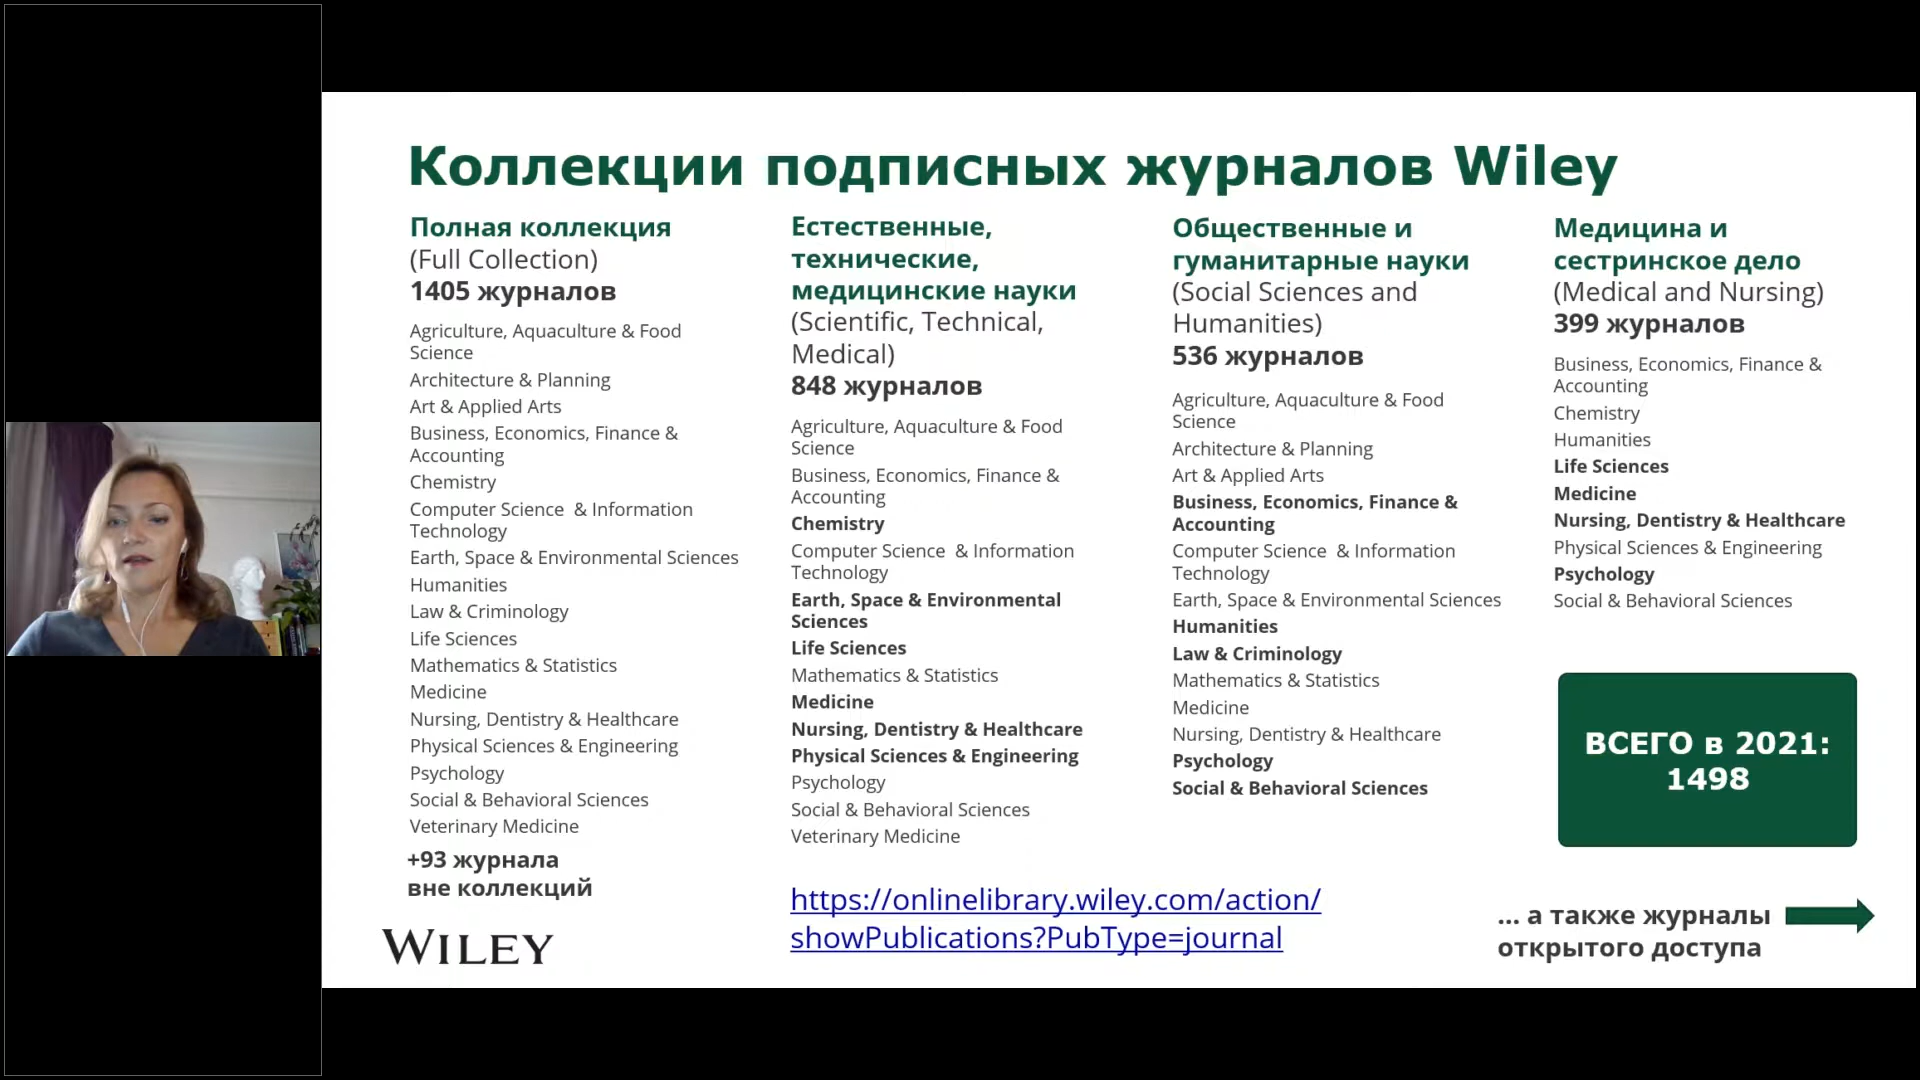 Коллекции подписных журналов Wiley
Полная коллекция
(Full Collection)
1405 журналов
Agriculture, Aquaculture & Food
Science
Architecture & Planning
Art & Applied Arts
Business, Economics, Finance &
Accounting
Chemistry
Computer Science & Information
Technology
Earth, Space & Environmental Sciences
Humanities
Law & Criminology
Life Sciences
Mathematics & Statistics
Medicine
Nursing, Dentistry & Healthcare
Physical Sciences & Engineering
Psychology
Social & Behavioral Sciences
Veterinary Medicine
+93 журнала
вне коллекций
WILEY
Естественные,
технические,
медицинские науки
(Scientific, Technical,
Medical)
848 журналов
Agriculture, Aquaculture & Food
Science
Business, Economics, Finance &
Accounting
Chemistry
Computer Science & Information
Technology
Earth, Space & Environmental
Sciences
Life Sciences
Mathematics & Statistics
Medicine
Nursing, Dentistry & Healthcare
Physical Sciences & Engineering
Psychology
Social & Behavioral Sciences
Veterinary Medicine
https://onlinelibrary.wiley.com/action/
showPublications?PubType=journal
Общественные и
гуманитарные науки
(Social Sciences and
Humanities)
536 журналов
Agriculture, Aquaculture & Food
Science
Architecture & Planning
Art & Applied Arts
Business, Economics, Finance &
Accounting
Computer Science & Information
Technology
Earth, Space & Environmental Sciences
Humanities
Law & Criminology
Mathematics & Statistics
Medicine
Nursing, Dentistry & Healthcare
Psychology
Social & Behavioral Sciences
Медицина и
сестринское дело
(Medical and Nursing)
399 журналов
Business, Economics, Finance &
Accounting
Chemistry
Humanities
Life Sciences
Medicine
Nursing, Dentistry & Healthcare
Physical Sciences & Engineering
Psychology
Social & Behavioral Sciences
ВСЕГО в 2021:
1498
... а также журналы
открытого доступа